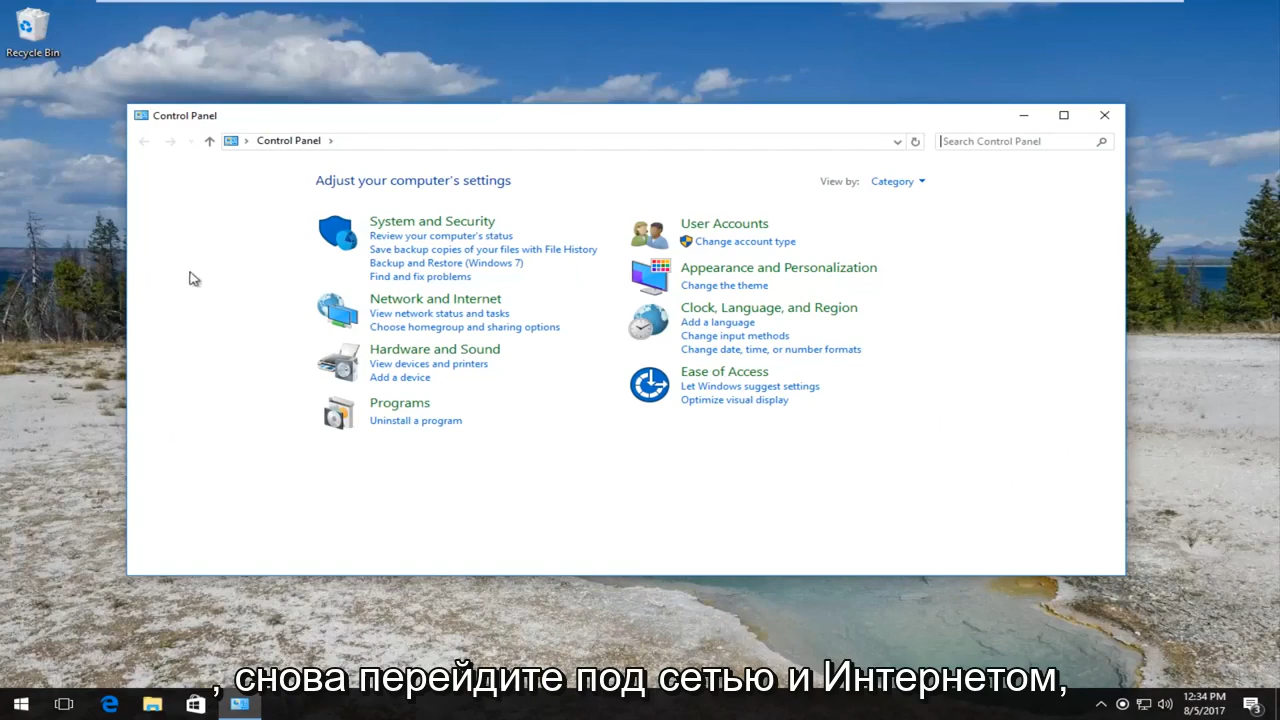 Recycle Bin
Control Panel
Control Panel
Search Control Panel
Adjust your computer's settings
View by: Category
System and Security
Review your computer's status
Save backup copies of your files with File History
Backup and Restore (Windows 7)
Find and fix problems
Network and Internet
View network status and tasks
Choose homegroup and sharing options
Hardware and Sound
View devices and printers
Add a device
Programs
Uninstall a program
User Accounts
Change account type
Appearance and Personalization
Change the theme
Clock, Language, and Region
Add a language
Change input methods
Change date, time, or number formats
Ease of Access
Let Windows suggest settings
Optimize visual display
, снова перейдите под сетью и Интернетом,
12:34 PM
8/5/2017
3